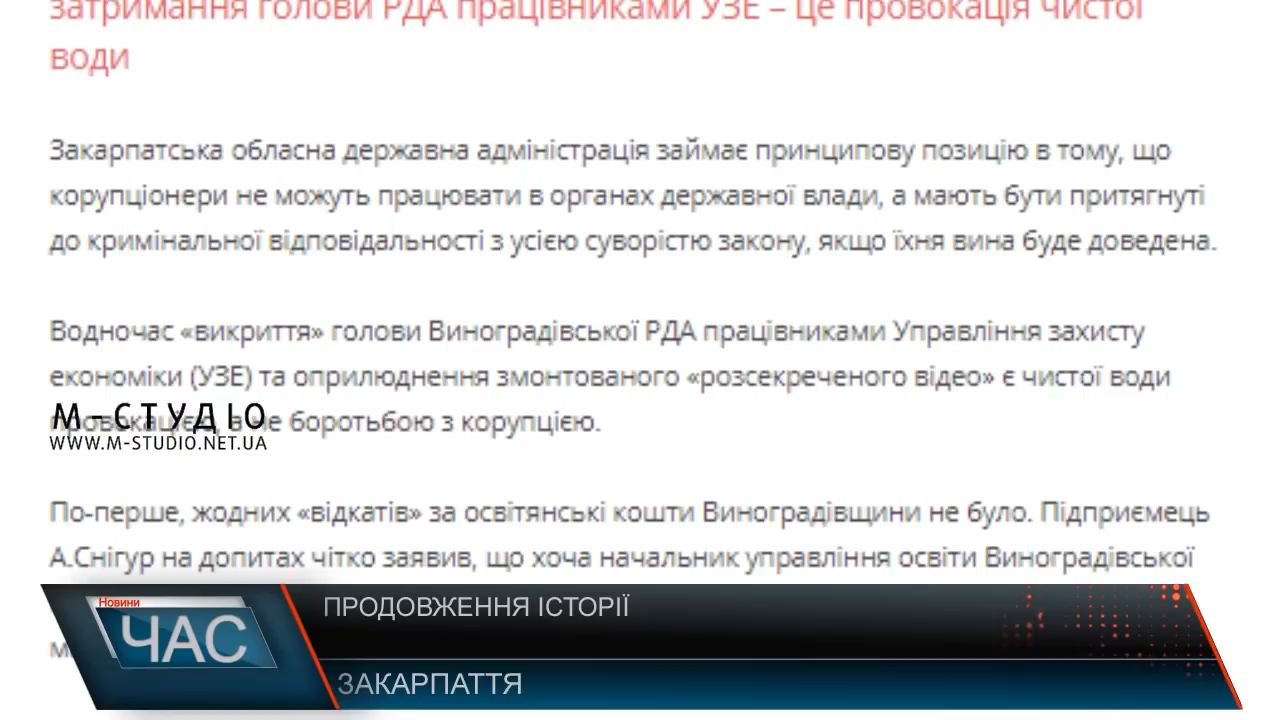 затримання голови РДА працівниками УЗЕ – це провокація чистої
води
Закарпатська обласна державна адміністрація займає принципову позицію в тому, що
корупціонери не можуть працювати в органах державної влади, а мають бути притягнуті
до кримінальної відповідальності з усією суворістю закону, якщо їхня вина буде доведена.
Водночас «викриття» голови Виноградівської РДА працівниками Управління захисту
економіки (УЗЕ) та оприлюднення змонтованого «розсекреченого відео» є чистої води
провокацією, а не боротьбою з корупцією.
М-СТУДІО
WWW.M-STUDIO.NET.UA
По-перше, жодних «відкатів» за освітянські кошти Виноградівщини не було. Підприємець
А.Снігур на допитах чітко заявив, що хоча начальник управління освіти Виноградівської
Новини
ЧАС
ПРОДОВЖЕННЯ ІСТОРІЇ
ЗАКАРПАТТЯ